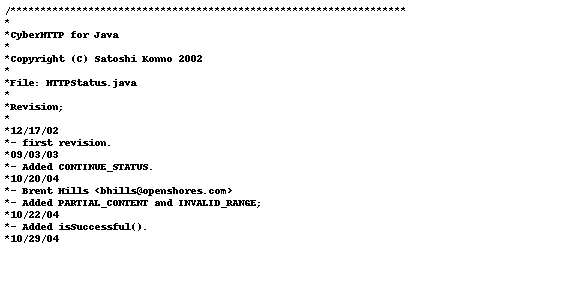 /******************************************************************
*
*CyberHTTP for Java
*
*Copyright (C) Satoshi Konno 2002
*
*File: HTTPStatus.java
*
*Revision;
*
*12/17/02
*- first revision.
*09/03/03
*- Added CONTINUE_STATUS.
*10/20/04
*- Brent Hills <bhills@openshores.com>
*- Added PARTIAL_CONTENT and INVALID_RANGE;
*10/22/04
*- Added isSuccessful().
*10/29/04